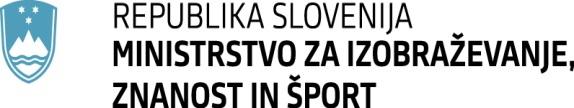 REPUBLIKA SLOVENIJA
MINISTRSTVO ZA IZOBRAŽEVANJE,
ZNANOST IN ŠPORT